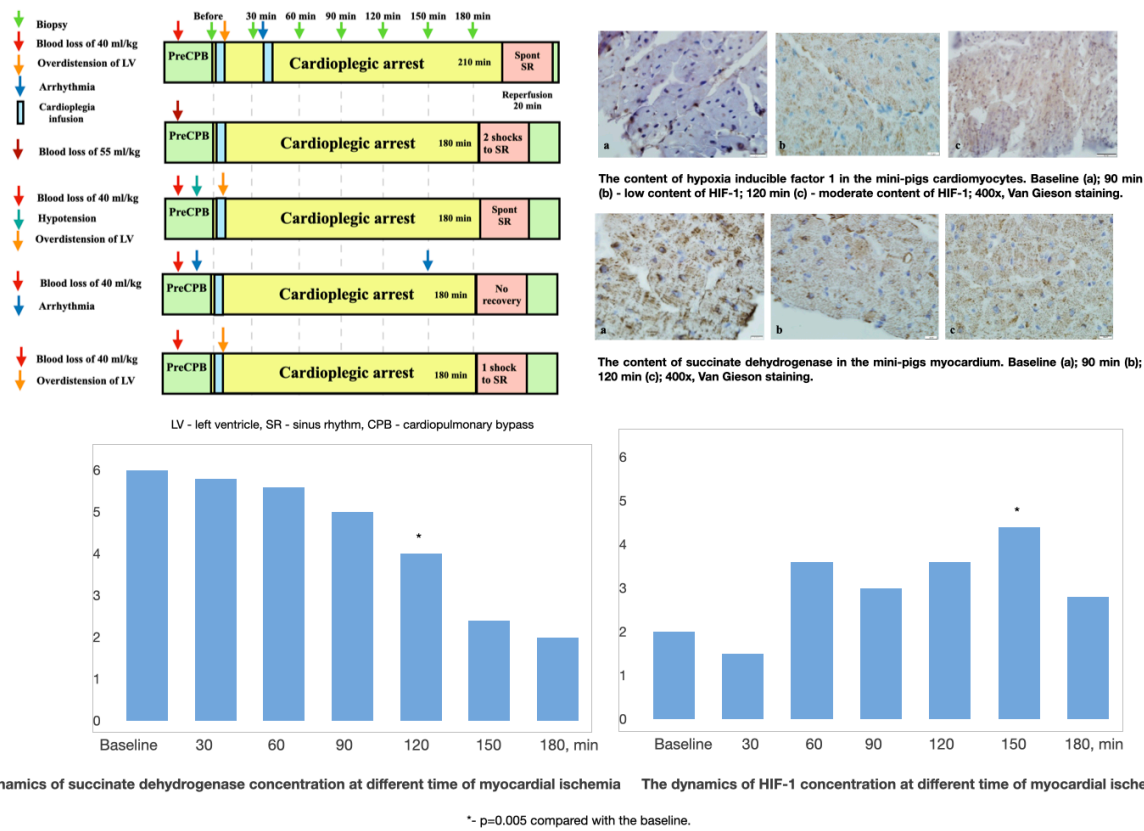 Biopsy
Blood loss of 40 ml/kg
Overdistension of LV
Arrhythmia
Cardioplegia
infusion
Before 30 min 60 min 90 min 120 min 150 min 180 min
PreCPB Cardioplegic arrest 210 min Spont
SR
Reperfusion
20 min
Blood loss of 55 ml/kg
PreCPB Cardioplegic arrest 180 min 2 shocks
to SR
Blood loss of 40 ml/kg
Hypotension
Overdistension of LV
PreCPB Cardioplegic arrest 180 min Spont
SR
Blood loss of 40 ml/kg
Arrhythmia
PreCPB Cardioplegic arrest 180 min No
recovery
Blood loss of 40 ml/kg
Overdistension of LV
PreCPB Cardioplegic arrest 180 min 1 shock
to SR
LV - left ventricle, SR - sinus rhythm, CPB - cardiopulmonary bypass
a b c
The content of hypoxia inducible factor 1 in the mini-pigs cardiomyocytes. Baseline (a); 90 min
(b) - low content of HIF-1; 120 min (c) - moderate content of HIF-1; 400x, Van Gieson staining.
a b c
The content of succinate dehydrogenase in the mini-pigs myocardium. Baseline (a); 90 min (b);
120 min (c); 400x, Van Gieson staining.
6
5
4
3
2
1
0
*
Baseline 30 60 90 120 150 180, min
namics of succinate dehydrogenase concentration at different time of myocardial ischemia
6
5
4
3
2
1
0
*
Baseline 30 60 90 120 150 180, min
The dynamics of HIF-1 concentration at different time of myocardial ische
*- p=0.005 compared with the baseline.